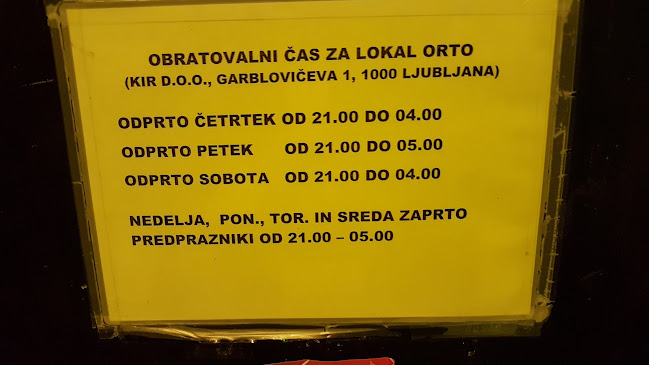 OBRATOVALNI ČAS ZA LOKAL ORTO
(KIR D.O.O., GARBLOVIČEVA 1, 1000 LJUBLJANA)
ODPRTO ČETRTEK OD 21.00 DO 04.00
ODPRTO PETEK OD 21.00 DO 05.00
ODPRTO SOBOTA OD 21.00 DO 04.00
NEDELJA, PON., TOR. IN SREDA ZAPRTO
PREDPRAZNIKI OD 21.00 – 05.00